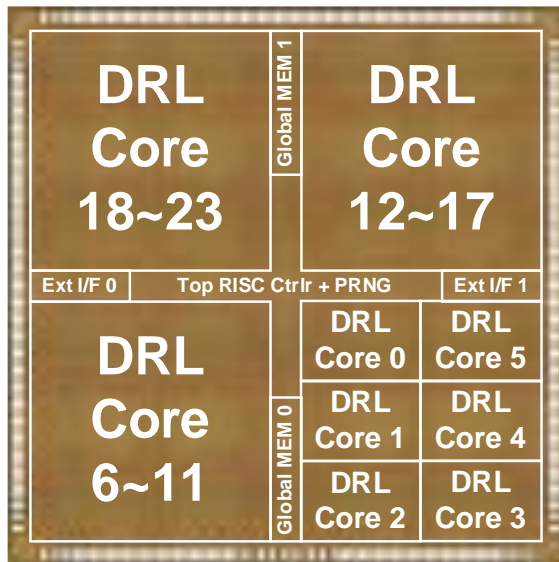 DRL
Core
18~23
Global MEM 1
DRL
Core
12~17
Ext I/F 0
Top RISC Ctrlr + PRNG
Ext I/F 1
DRL
Core
6~11
Global MEM 0
DRL
Core 0
DRL
Core 5
DRL
Core 1
DRL
Core 4
DRL
Core 2
DRL
Core 3